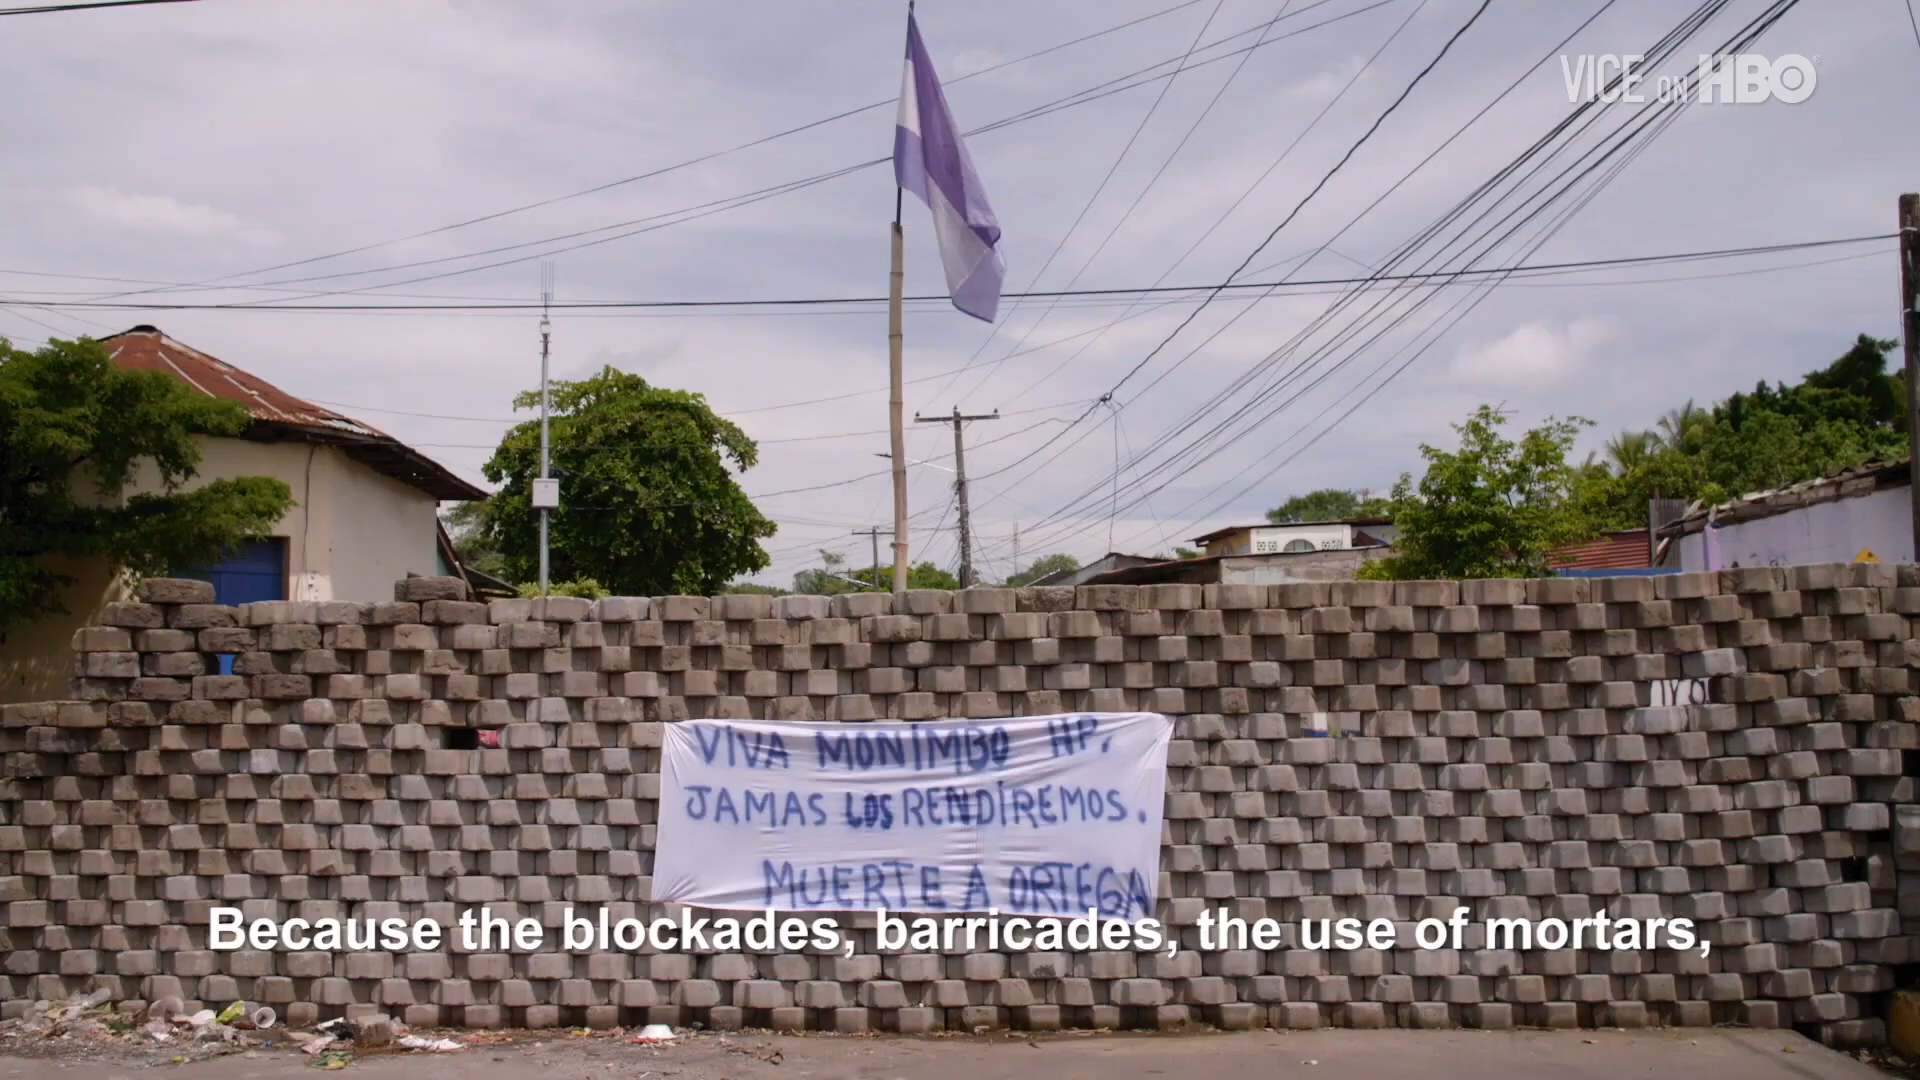 VICE ON HBO
VIVA MONIMBO HP.
JAMAS LOS RENDIREMOS.
MUERTE A ORTEGA
Because the blockades, barricades, the use of mortars,